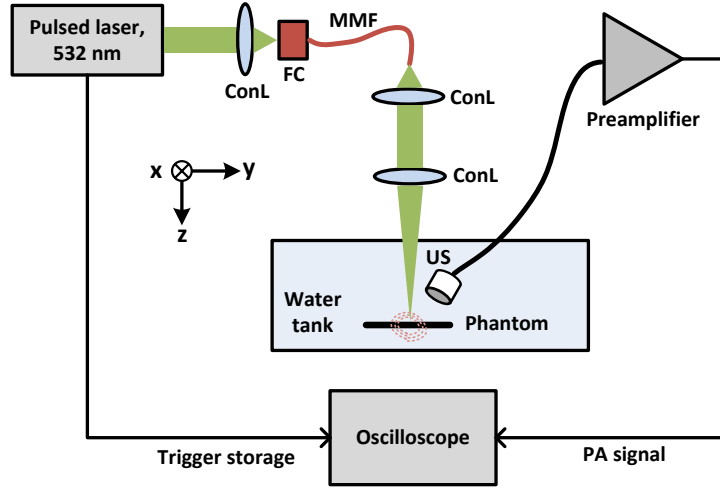 Pulsed laser,
532 nm
ConL
FC
MMF
ConL
Preamplifier
x
y
z
ConL
US
Water
tank
Phantom
Oscilloscope
Trigger storage
PA signal